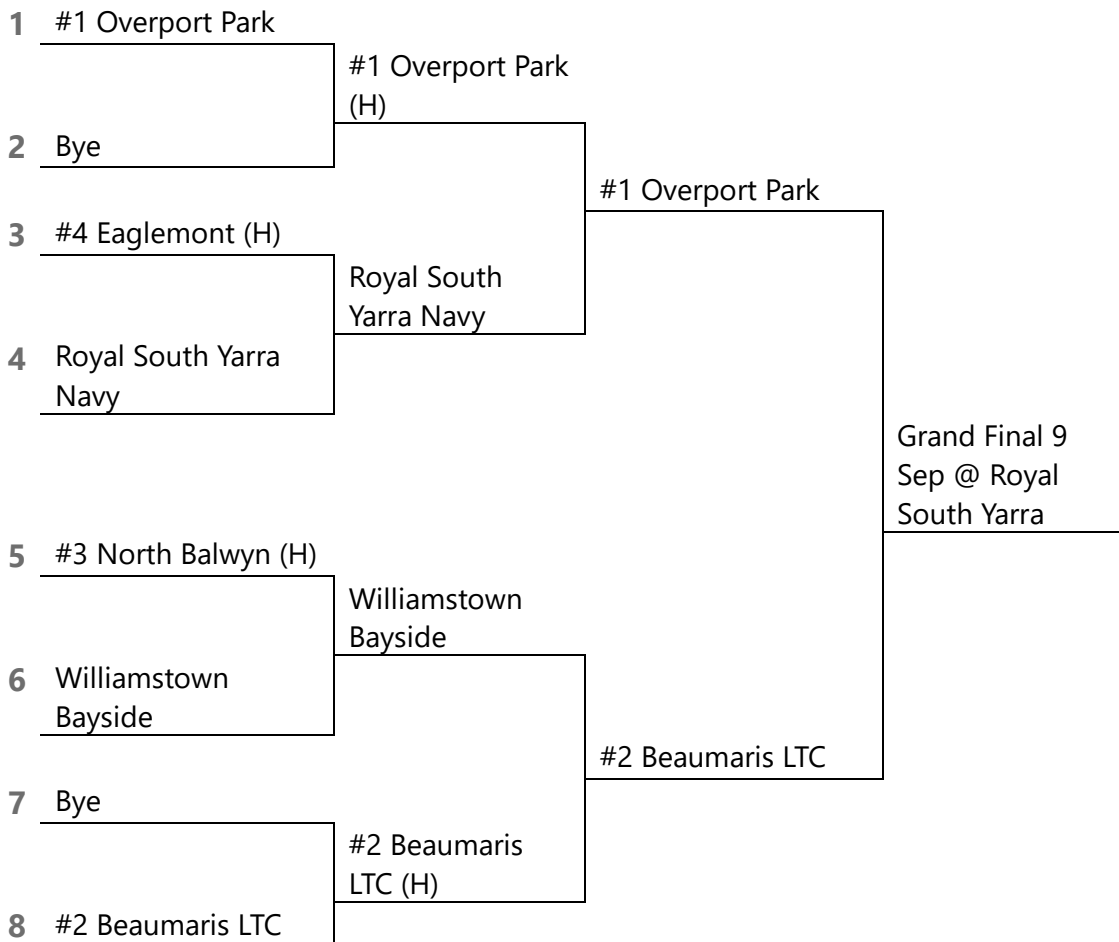 1 #1 Overport Park
#1 Overport Park
(H)
2 Bye
#1 Overport Park
3 #4 Eaglemont (H)
Royal South
Yarra Navy
4 Royal South Yarra
Navy
Grand Final 9
Sep @ Royal
South Yarra
5 #3 North Balwyn (H)
Williamstown
Bayside
6 Williamstown
Bayside
#2 Beaumaris LTC
7 Bye
#2 Beaumaris
LTC (H)
8 #2 Beaumaris LTC